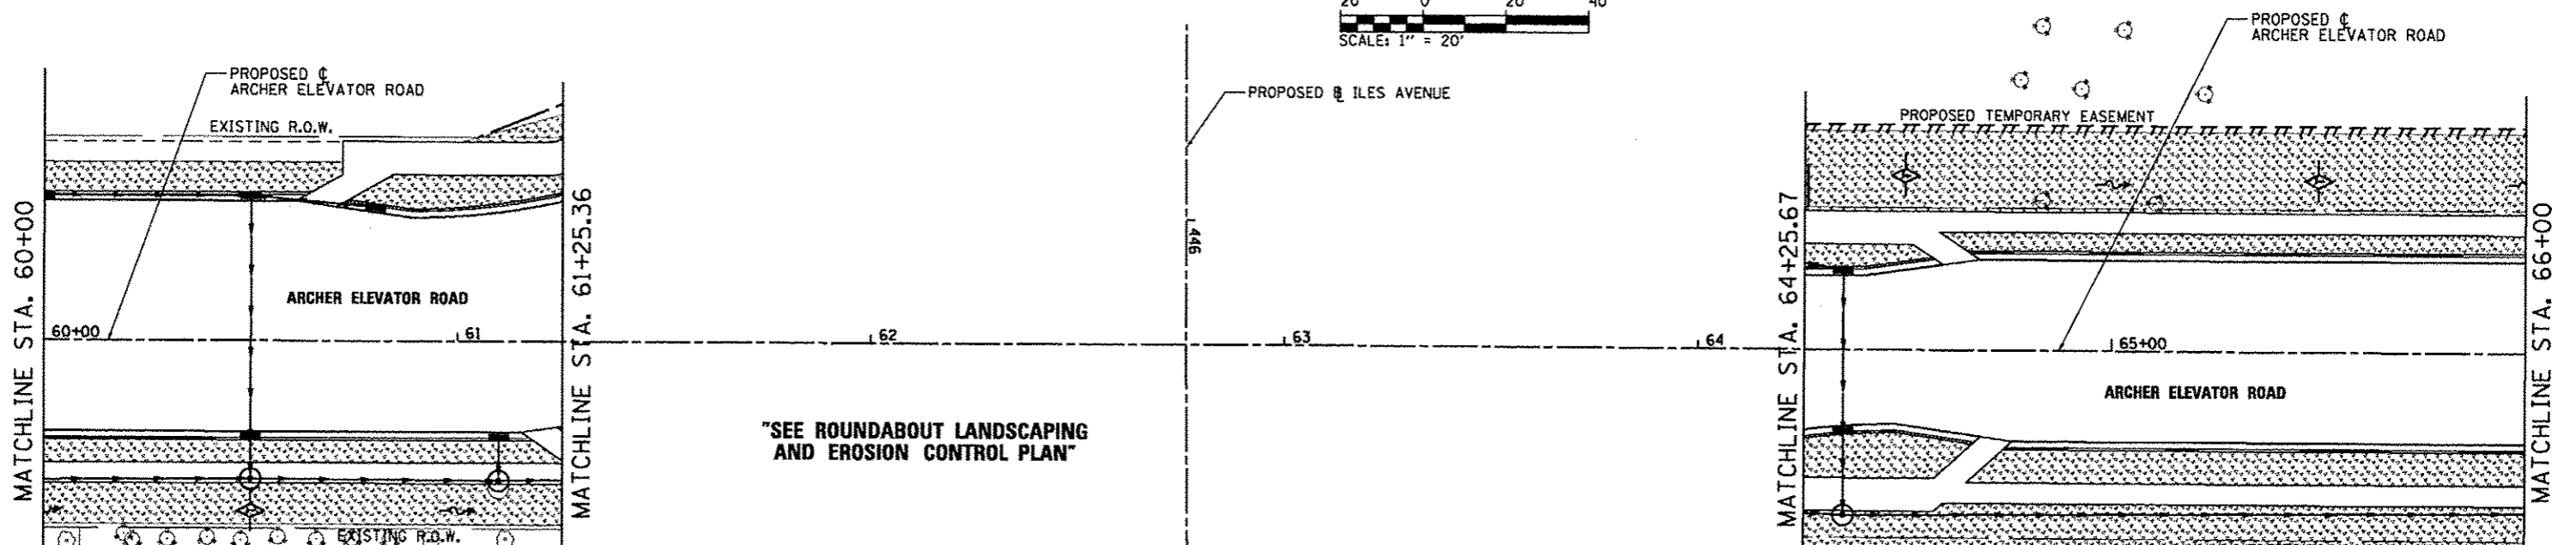 20 0 20 40
SCALE: 1" = 20'
PROPOSED ℄
ARCHER ELEVATOR ROAD
EXISTING R.O.W.
MATCHLINE STA. 60+00
ARCHER ELEVATOR ROAD
60+00
61
EXISTING R.O.W.
MATCHLINE STA. 61+25.36
62
"SEE ROUNDABOUT LANDSCAPING
AND EROSION CONTROL PLAN"
PROPOSED BL ILES AVENUE
446
63
64
MATCHLINE STA. 64+25.67
PROPOSED ℄
ARCHER ELEVATOR ROAD
PROPOSED TEMPORARY EASEMENT
65+00
ARCHER ELEVATOR ROAD
MATCHLINE STA. 66+00